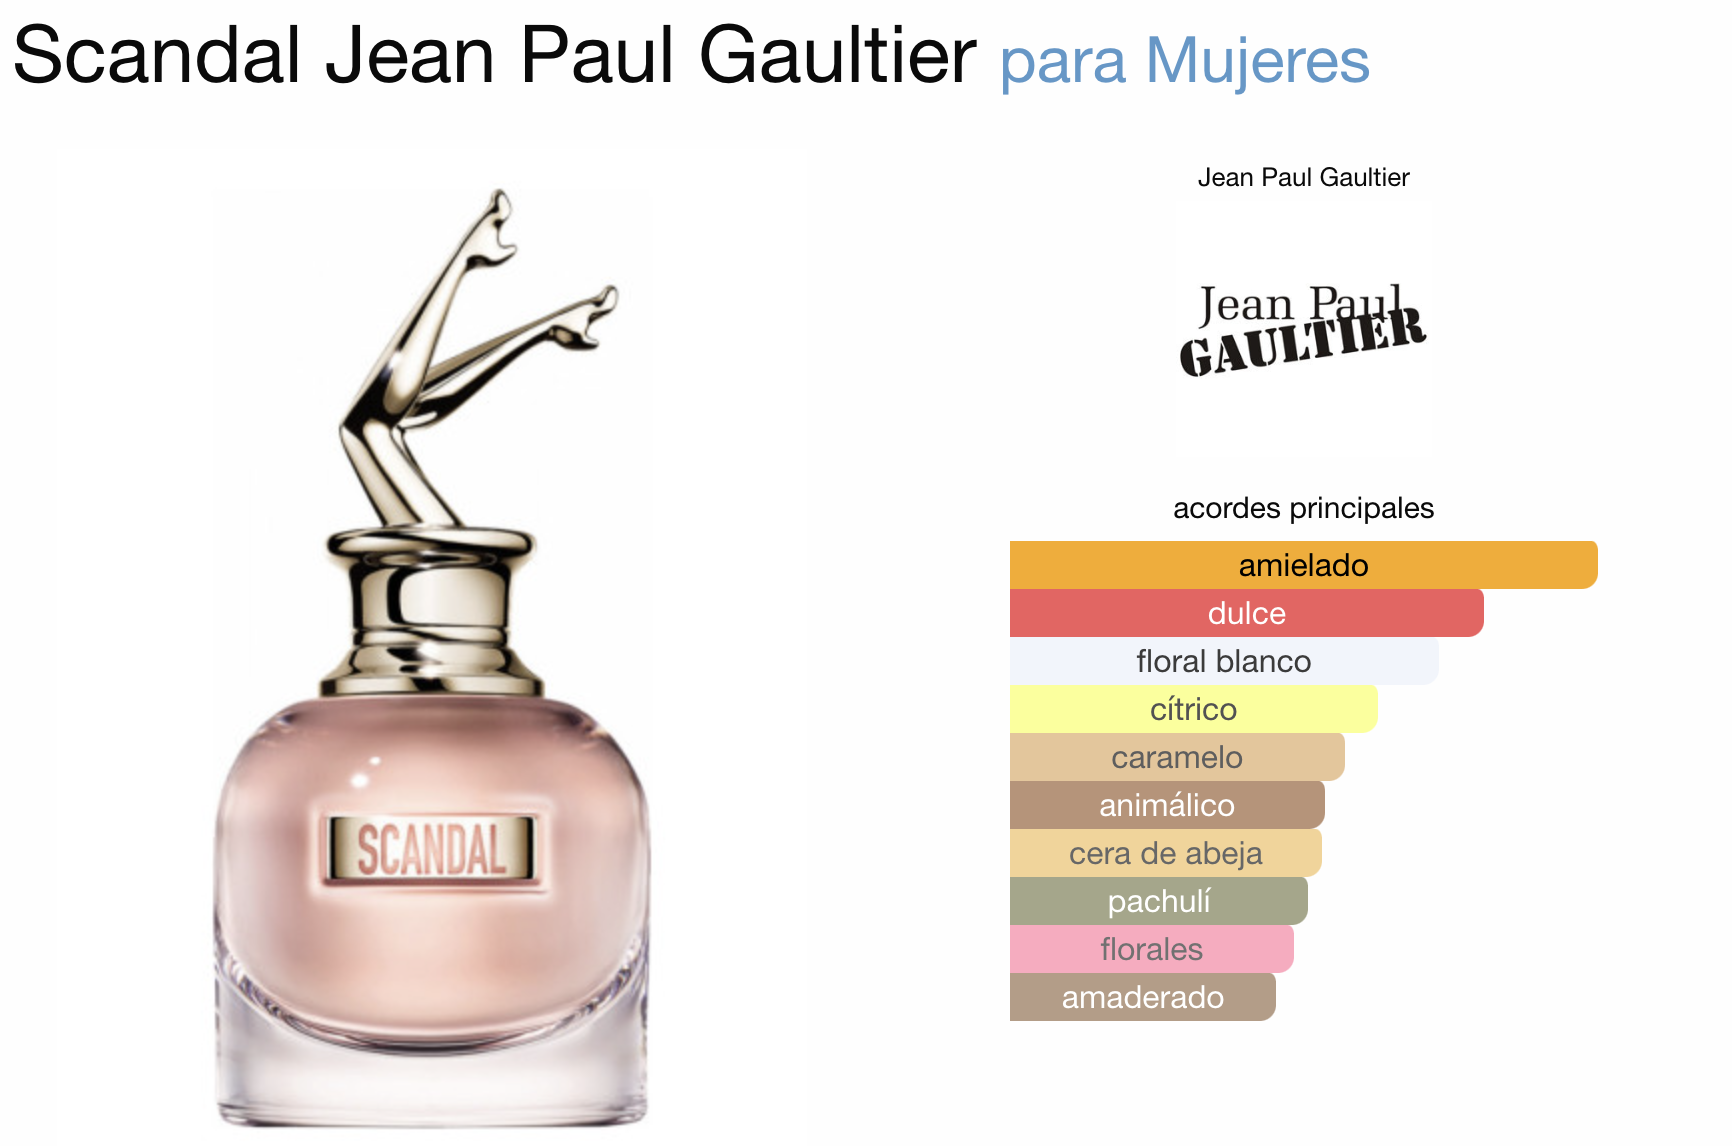 Scandal Jean Paul Gaultier para Mujeres
Jean Paul Gaultier
Jean Paul
GAULTIER
acordes principales
amielado
dulce
floral blanco
cítrico
caramelo
animálico
cera de abeja
pachulí
florales
amaderado
SCANDAL